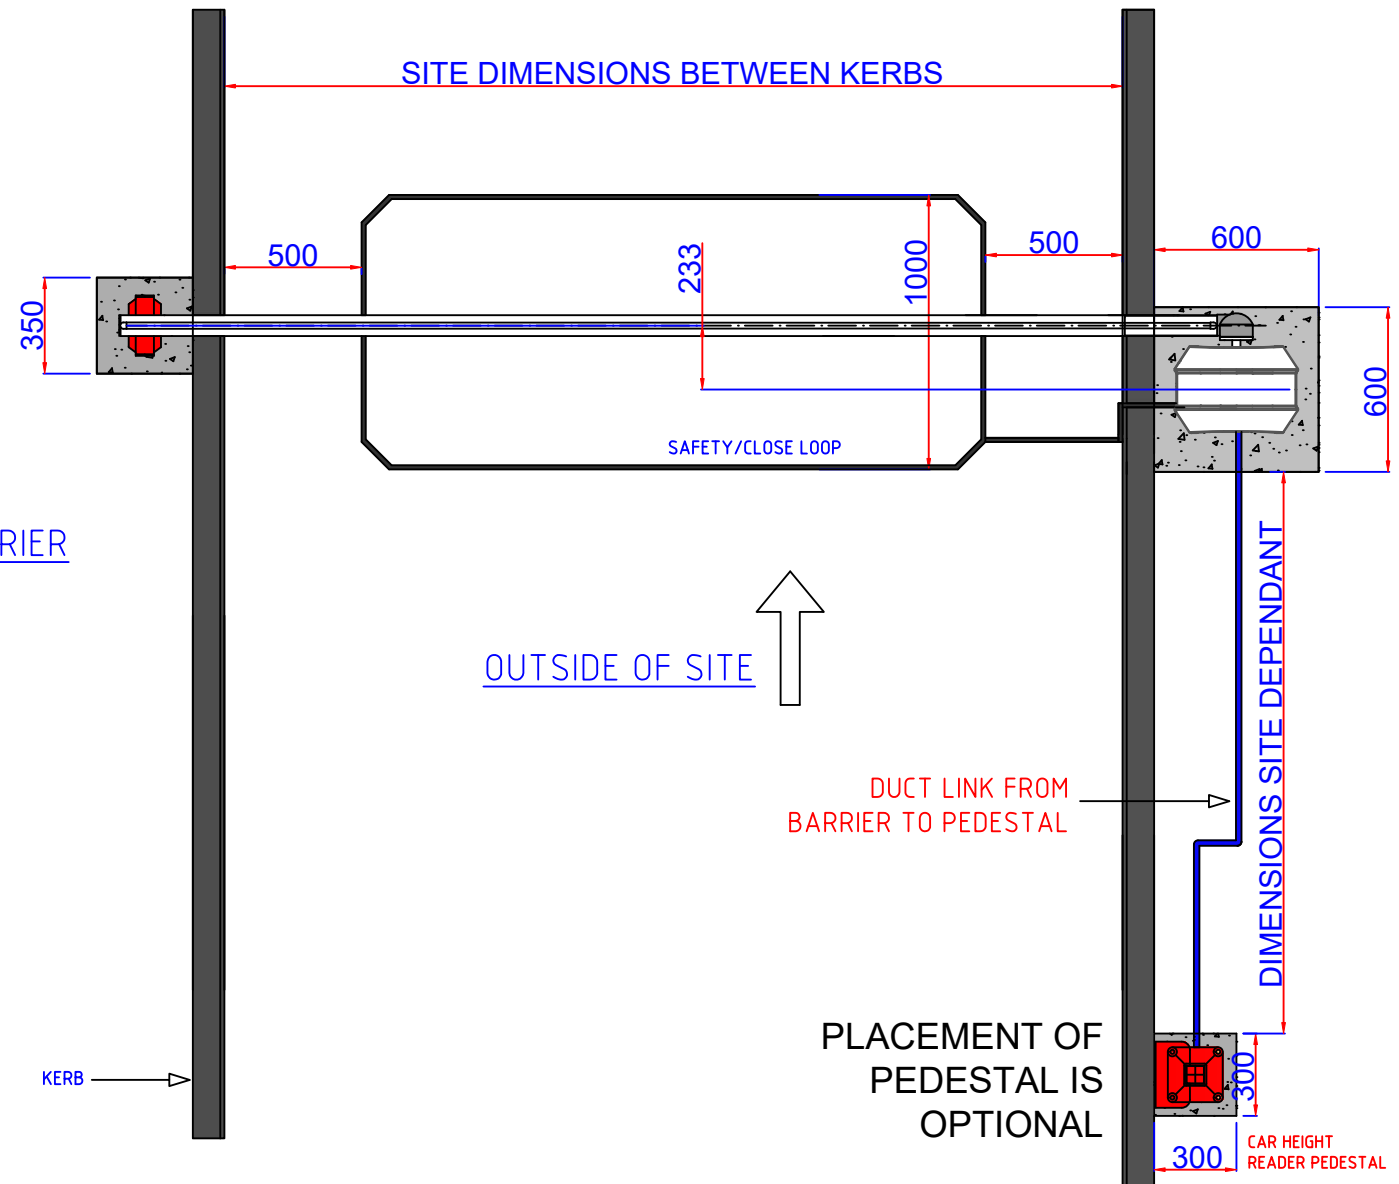 SITE DIMENSIONS BETWEEN KERBS
500
233
1000
500
600
350
600
SAFETY/CLOSE LOOP
RIER
OUTSIDE OF SITE
DIMENSIONS SITE DEPENDANT
DUCT LINK FROM
BARRIER TO PEDESTAL
PLACEMENT OF
PEDESTAL IS
OPTIONAL
KERB
300
300
CAR HEIGHT
READER PEDESTAL